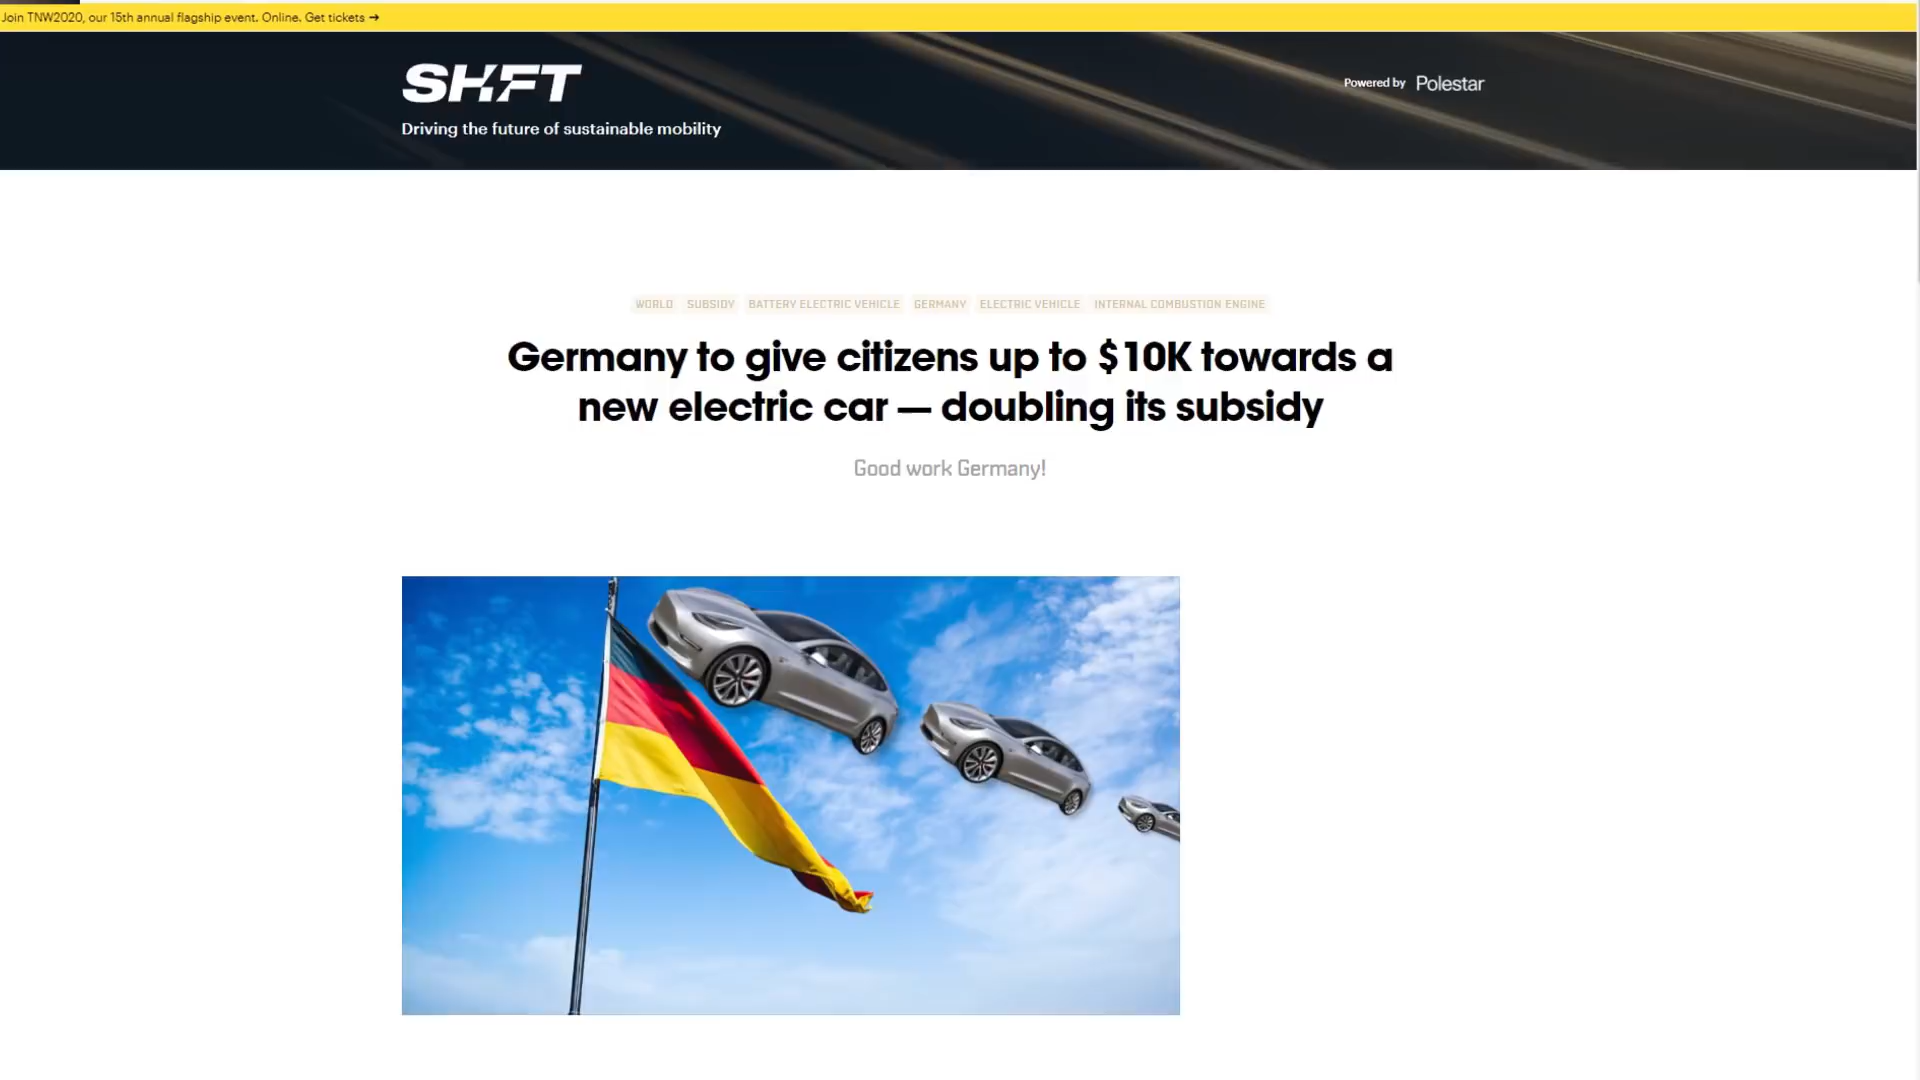 Join TNW2020, our 15th annual flagship event. Online. Get tickets →
SHIFT
Powered by Polestar
Driving the future of sustainable mobility
WORLD SUBSIDY BATTERY ELECTRIC VEHICLE GERMANY ELECTRIC VEHICLE INTERNAL COMBUSTION ENGINE
Germany to give citizens up to $10K towards a
new electric car — doubling its subsidy
Good work Germany!